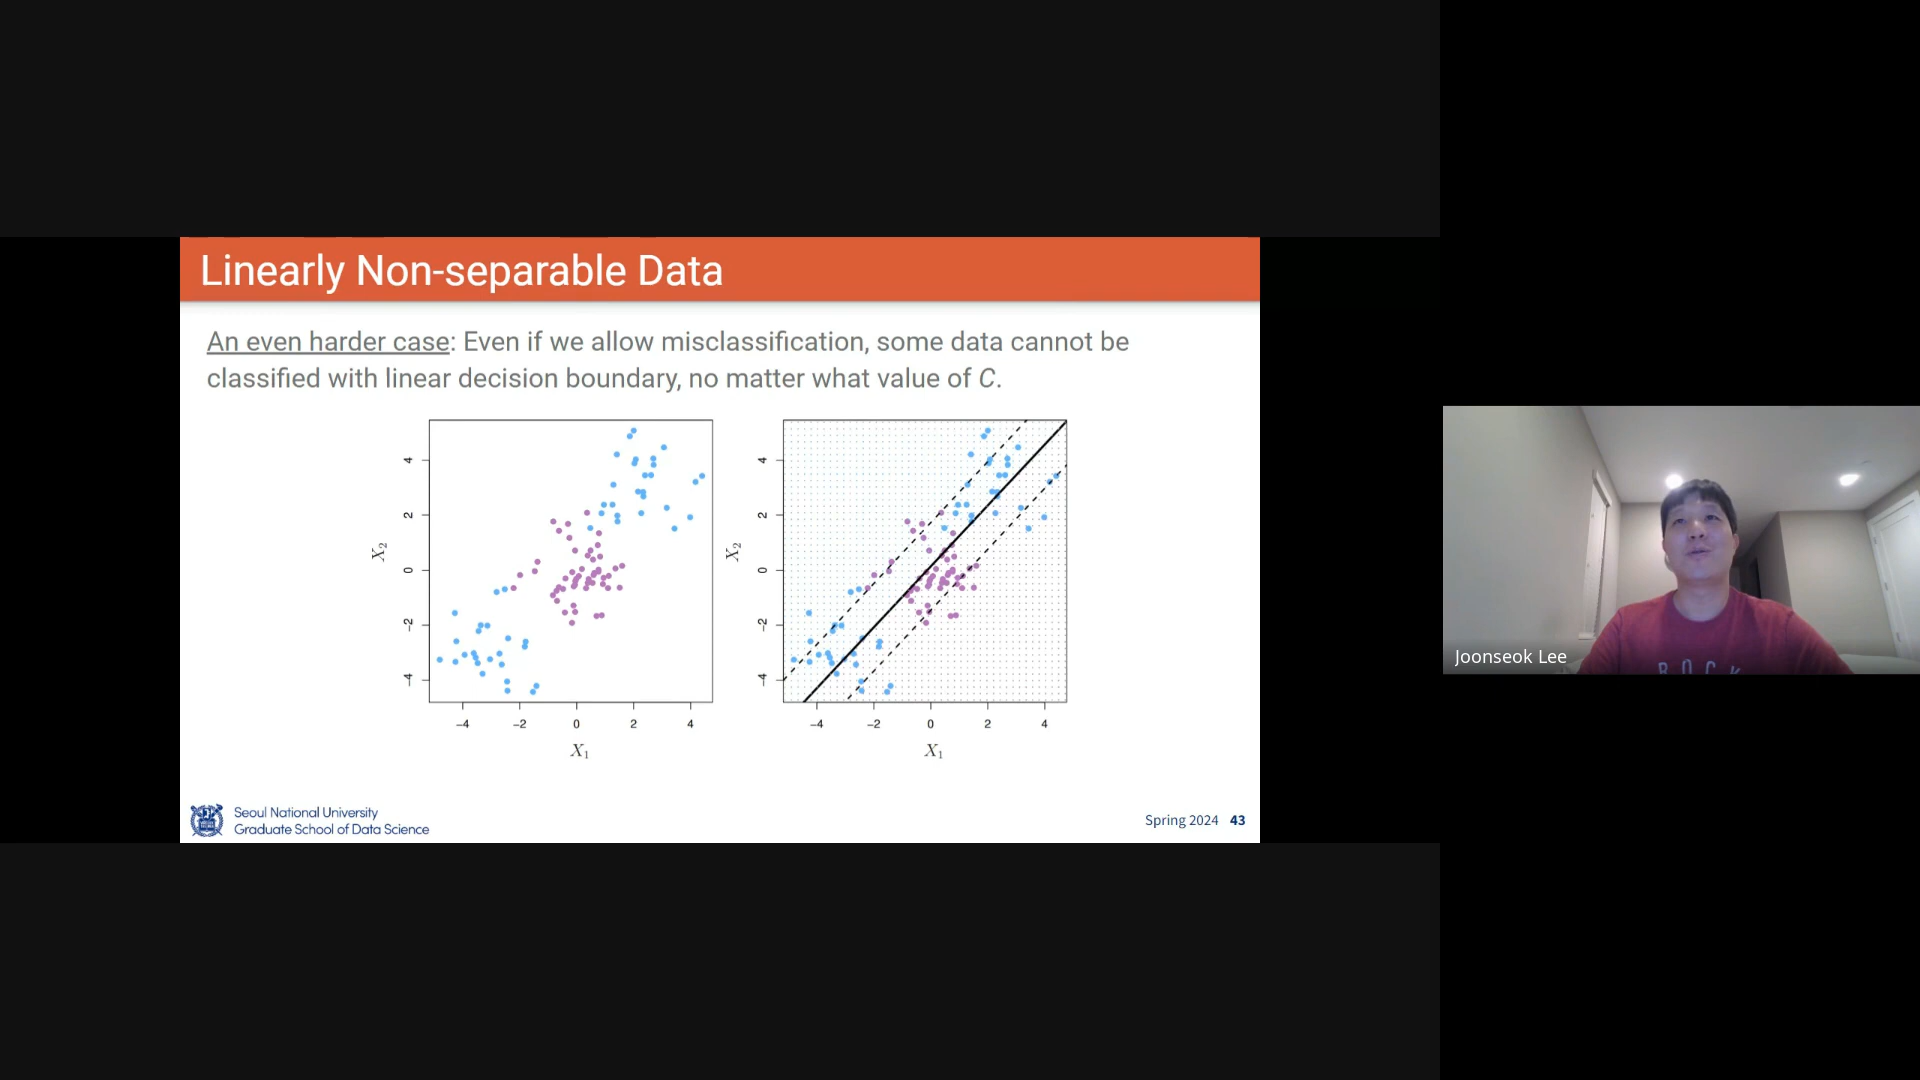 Linearly Non-separable Data
An even harder case: Even if we allow misclassification, some data cannot be
classified with linear decision boundary, no matter what value of C.
X₂
4
2
0
−2
−4
−4 −2 0 2 4
X₁
X₂
4
2
0
−2
−4
−4 −2 0 2 4
X₁
Seoul National University
Graduate School of Data Science
Spring 2024 43
Joonseok Lee